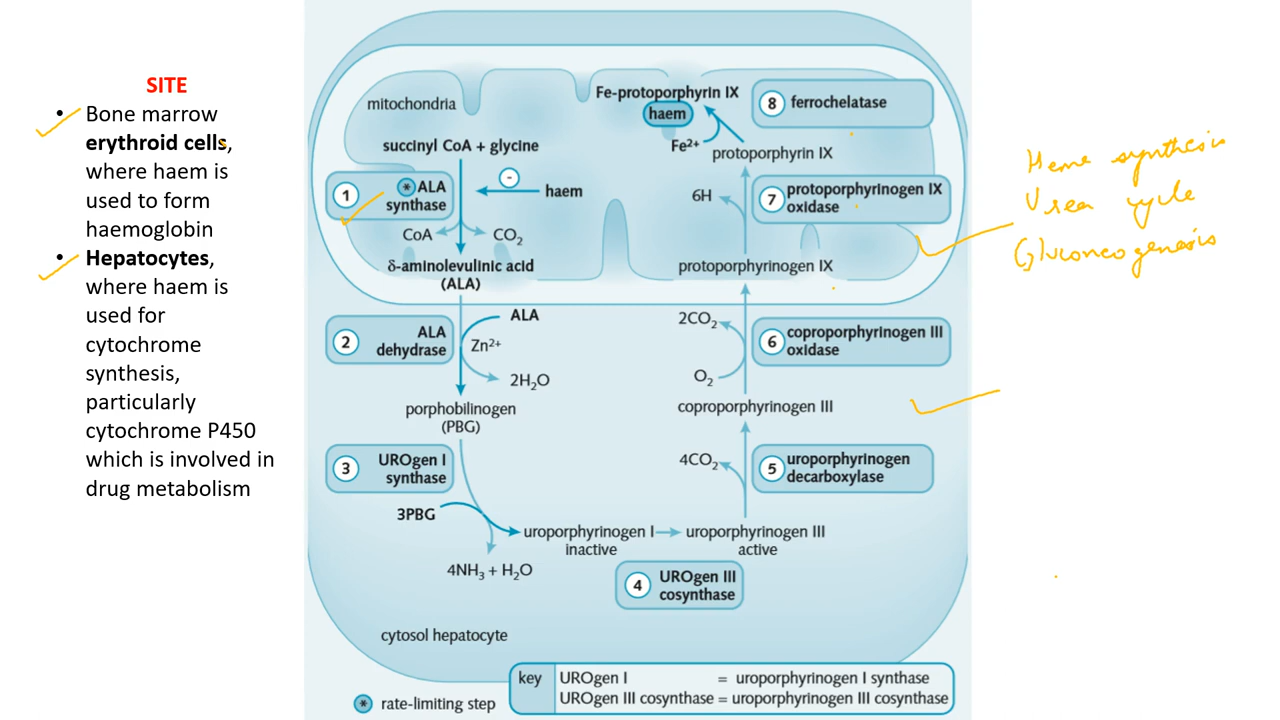 SITE
• Bone marrow
erythroid cells,
where haem is
used to form
haemoglobin
• Hepatocytes,
where haem is
used for
cytochrome
synthesis,
particularly
cytochrome P450
which is involved in
drug metabolism
mitochondria
succinyl CoA + glycine
1
* ALA
synthase
−
haem
CoA
CO₂
δ-aminolevulinic acid
(ALA)
2
ALA
dehydrase
ALA
Zn²⁺
2H₂O
porphobilinogen
(PBG)
3
UROgen I
synthase
3PBG
4NH₃ + H₂O
uroporphyrinogen I
inactive
uroporphyrinogen III
active
4
UROgen III
cosynthase
5
uroporphyrinogen
decarboxylase
4CO₂
coproporphyrinogen III
6
coproporphyrinogen III
oxidase
2CO₂
O₂
protoporphyrinogen IX
7
protoporphyrinogen IX
oxidase
6H
protoporphyrin IX
8
ferrochelatase
Fe²⁺
Fe-protoporphyrin IX
haem
Heme synthesis
Urea cycle
Gluconeogenesis
cytosol hepatocyte
* rate-limiting step
key
UROgen I = uroporphyrinogen I synthase
UROgen III cosynthase = uroporphyrinogen III cosynthase